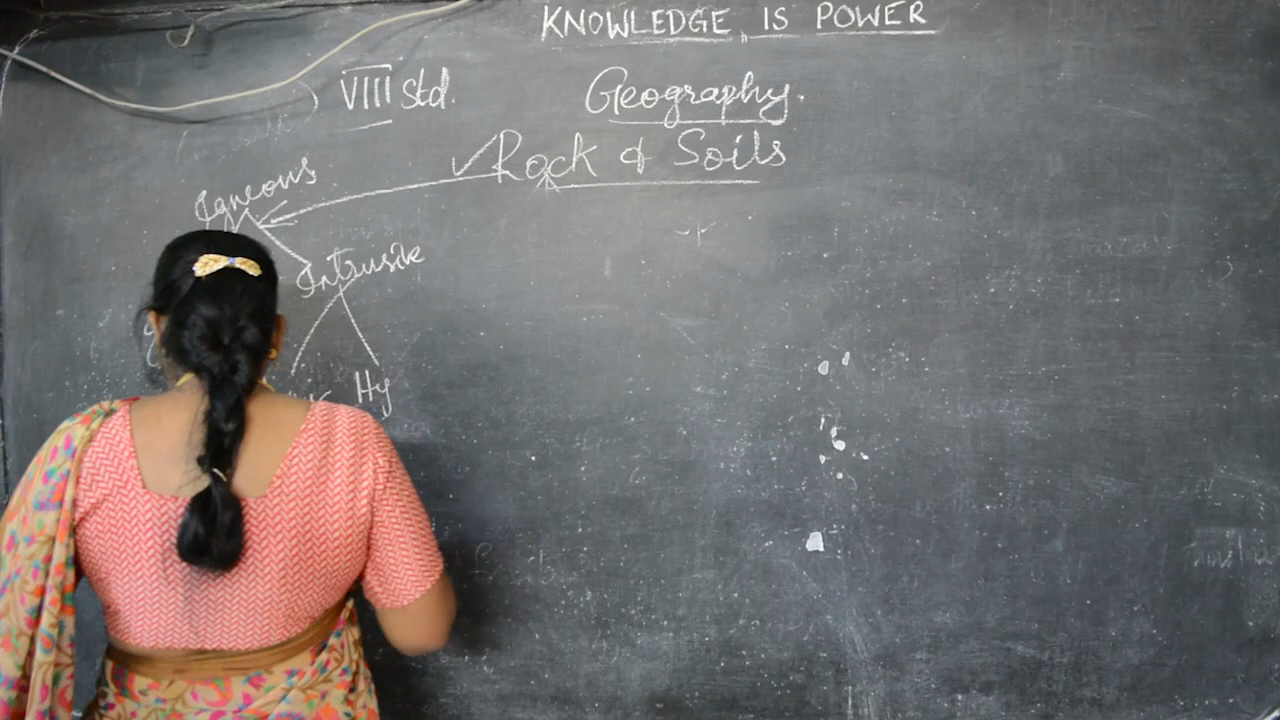 KNOWLEDGE IS POWER
VIII Std.
Geography.
Rock & Soils
Igneous
Intrusive
Hy